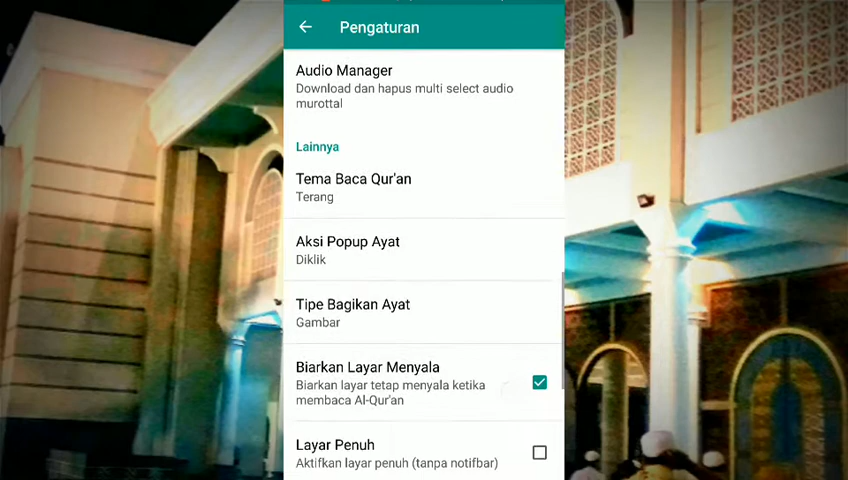 Pengaturan
Audio Manager
Download dan hapus multi select audio
murottal
Lainnya
Tema Baca Qur'an
Terang
Aksi Popup Ayat
Diklik
Tipe Bagikan Ayat
Gambar
Biarkan Layar Menyala
Biarkan layar tetap menyala ketika
membaca Al-Qur'an
Layar Penuh
Aktifkan layar penuh (tanpa notifbar)